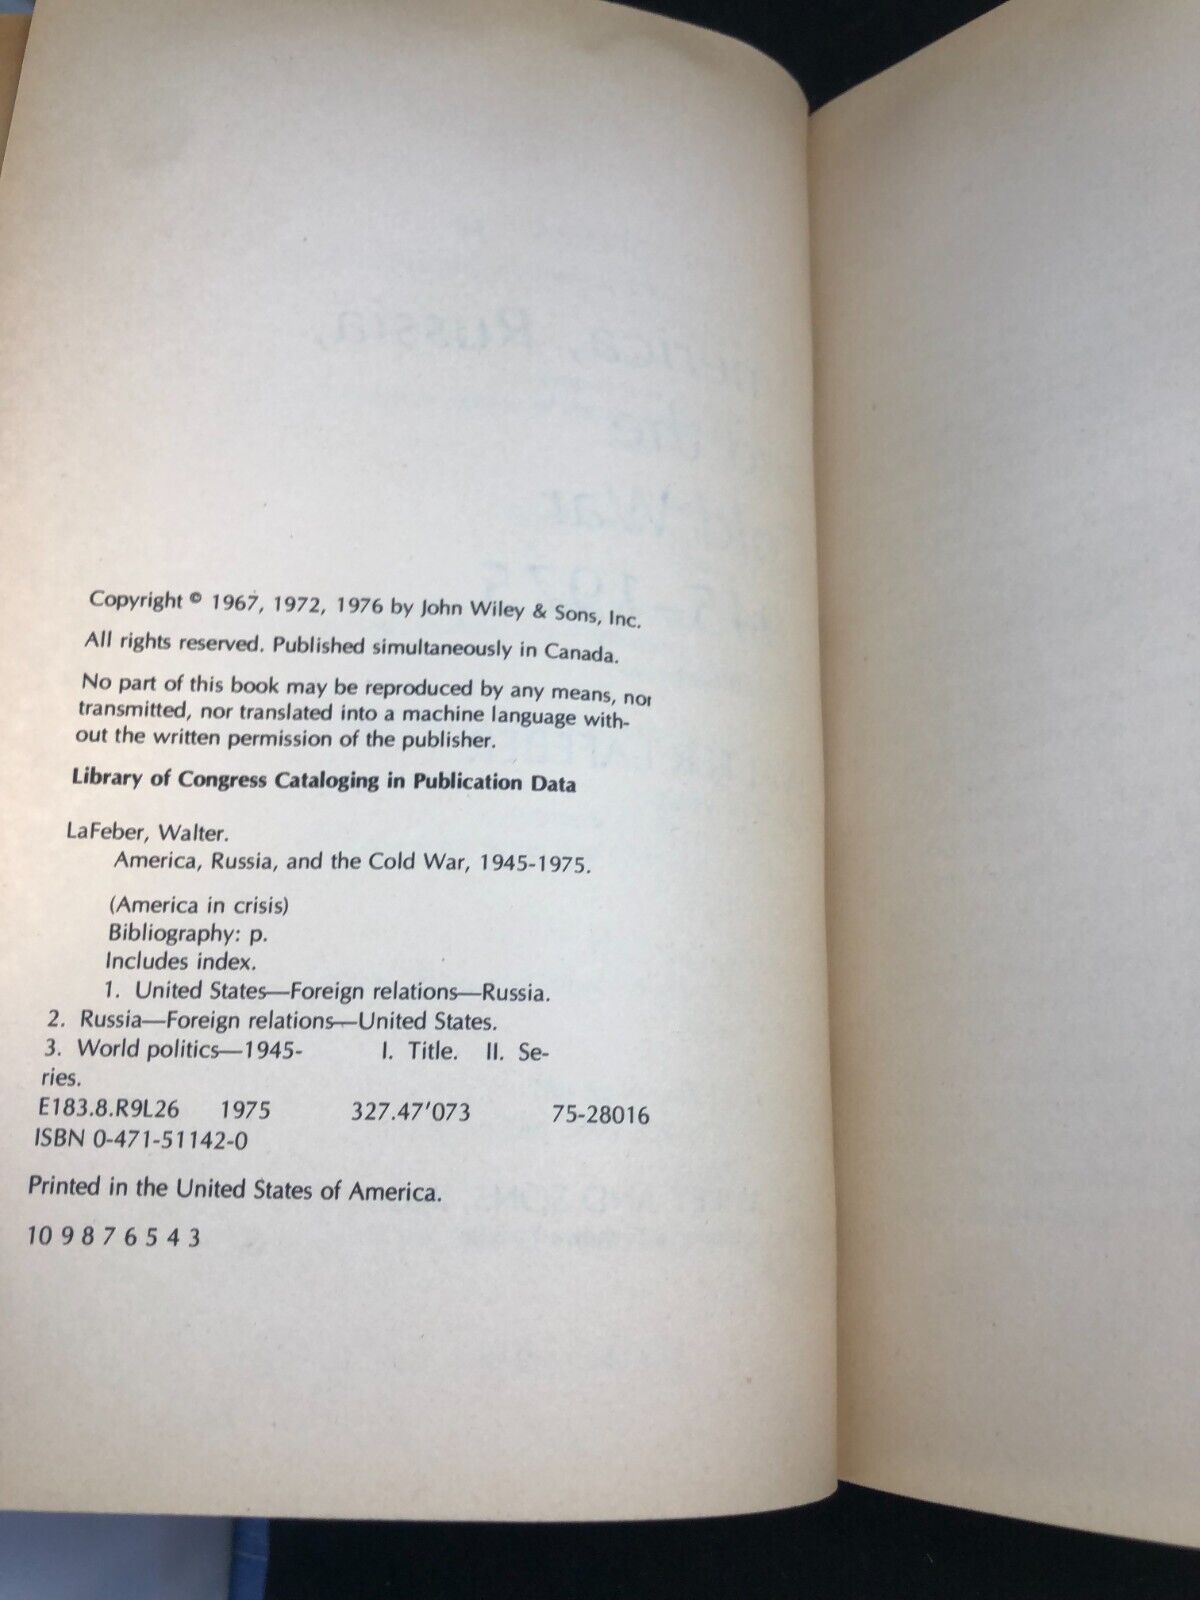 Copyright © 1967, 1972, 1976 by John Wiley & Sons, Inc.
All rights reserved. Published simultaneously in Canada.
No part of this book may be reproduced by any means, nor
transmitted, nor translated into a machine language with-
out the written permission of the publisher.
Library of Congress Cataloging in Publication Data
LaFeber, Walter.
America, Russia, and the Cold War, 1945-1975.
(America in crisis)
Bibliography: p.
Includes index.
1. United States—Foreign relations—Russia.
2. Russia—Foreign relations—United States.
3. World politics—1945- I. Title. II. Se-
ries.
E183.8.R9L26 1975 327.47'073 75-28016
ISBN 0-471-51142-0
Printed in the United States of America.
10 9 8 7 6 5 4 3